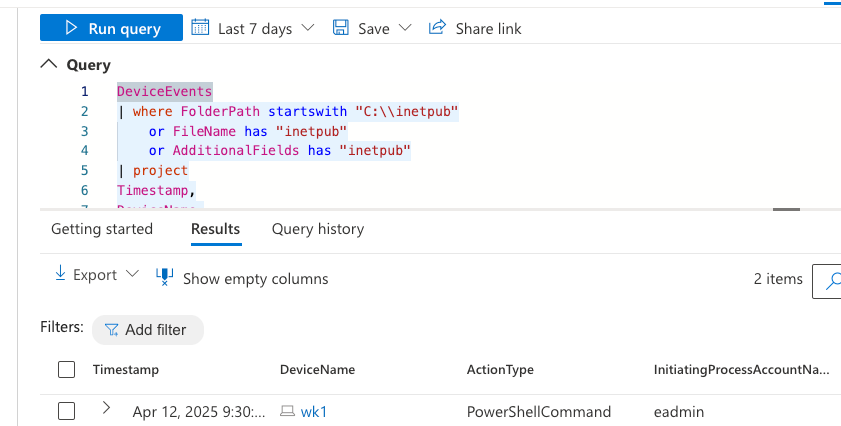 Run query Last 7 days Save Share link
Query
1 DeviceEvents
2 | where FolderPath startswith "C:\\inetpub"
3 or FileName has "inetpub"
4 or AdditionalFields has "inetpub"
5 | project
6 Timestamp,
7 DeviceName,
Getting started Results Query history
Export Show empty columns 2 items
Filters: Add filter
Timestamp DeviceName ActionType InitiatingProcessAccountNa...
Apr 12, 2025 9:30:... wk1 PowerShellCommand eadmin